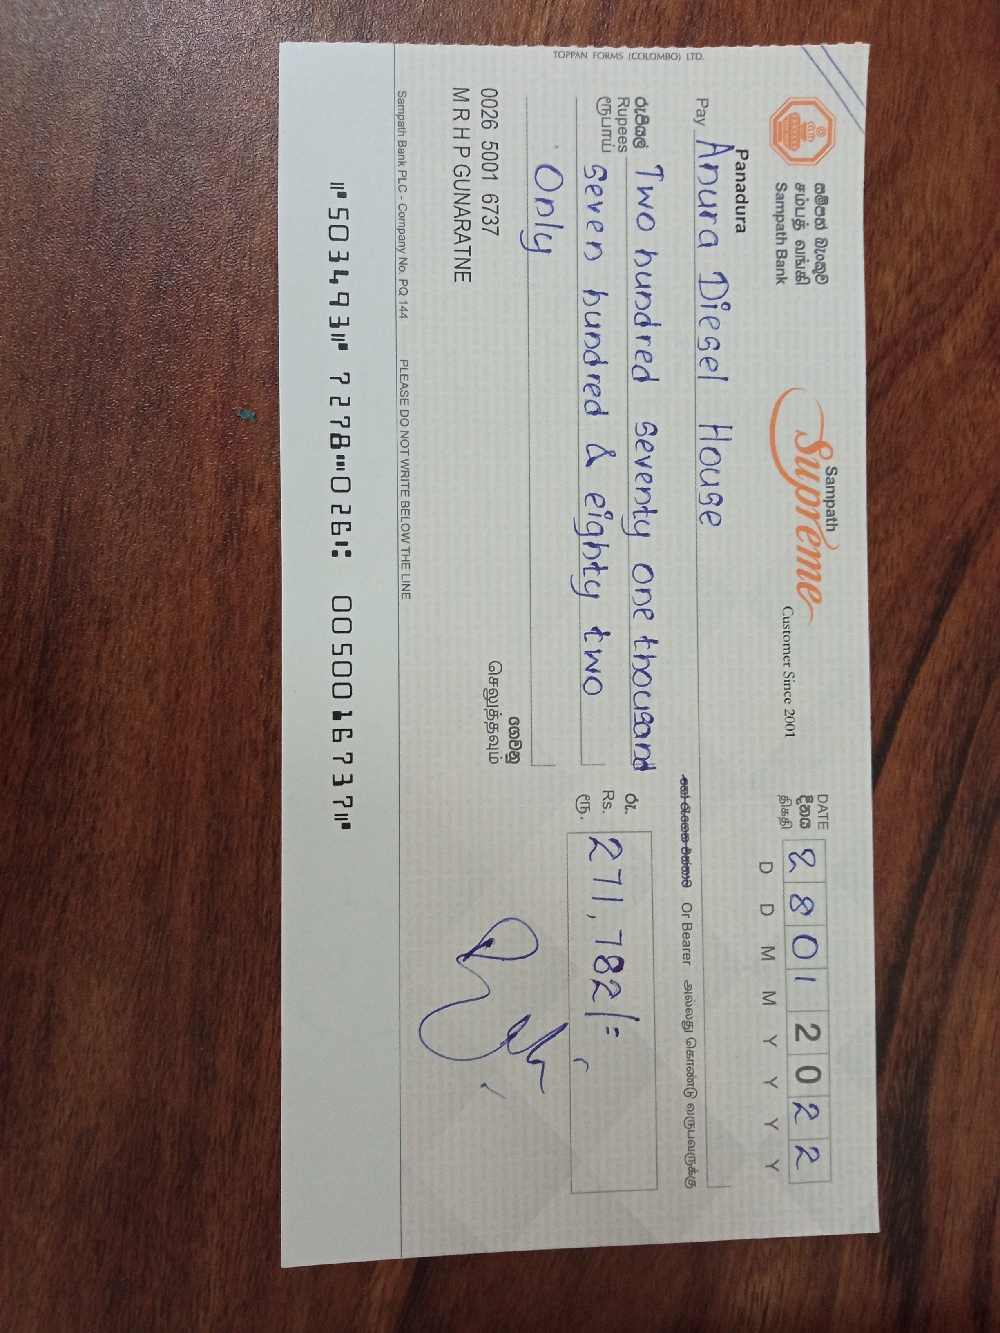 TOPPAN FORMS (COLOMBO) LTD.
සම්පත් බැංකුව
சம்பத் வங்கி
Sampath Bank
Panadura
Sampath
Supreme
Customer Since 2001
DATE
දිනය
திகதி
2 8 0 1 2 0 2 2
D D M M Y Y Y Y
Pay Anura Diesel House
Or Bearer அல்லது கொண்டு வருபவருக்கு
රුපියල්
Rupees
ரூபாய்
Two hundred seventy one thousand
seven hundred & eighty two
Only
රු.
Rs.
ரூ.
271,782/=
ගෙවනු
செலுத்தவும்
0026 5001 6737
M R H P GUNARATNE
Sampath Bank PLC - Company No. PQ 144 PLEASE DO NOT WRITE BELOW THE LINE
⑈503493⑈ 7278⑉026⑆ 005001673 7⑈